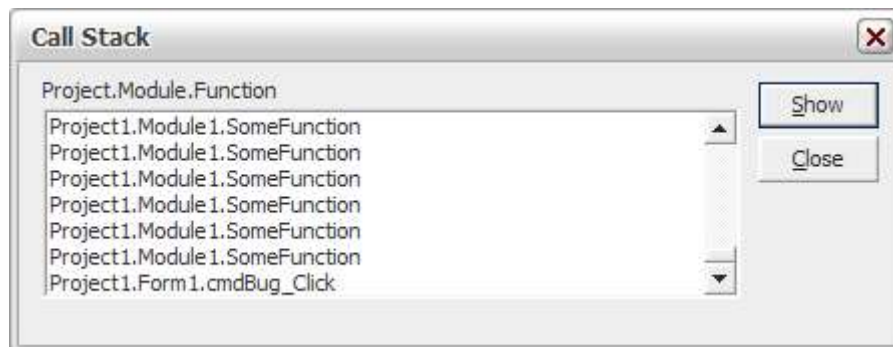 Call Stack
Project.Module.Function
Project1.Module1.SomeFunction
Project1.Module1.SomeFunction
Project1.Module1.SomeFunction
Project1.Module1.SomeFunction
Project1.Module1.SomeFunction
Project1.Module1.SomeFunction
Project1.Form1.cmdBug_Click
Show
Close